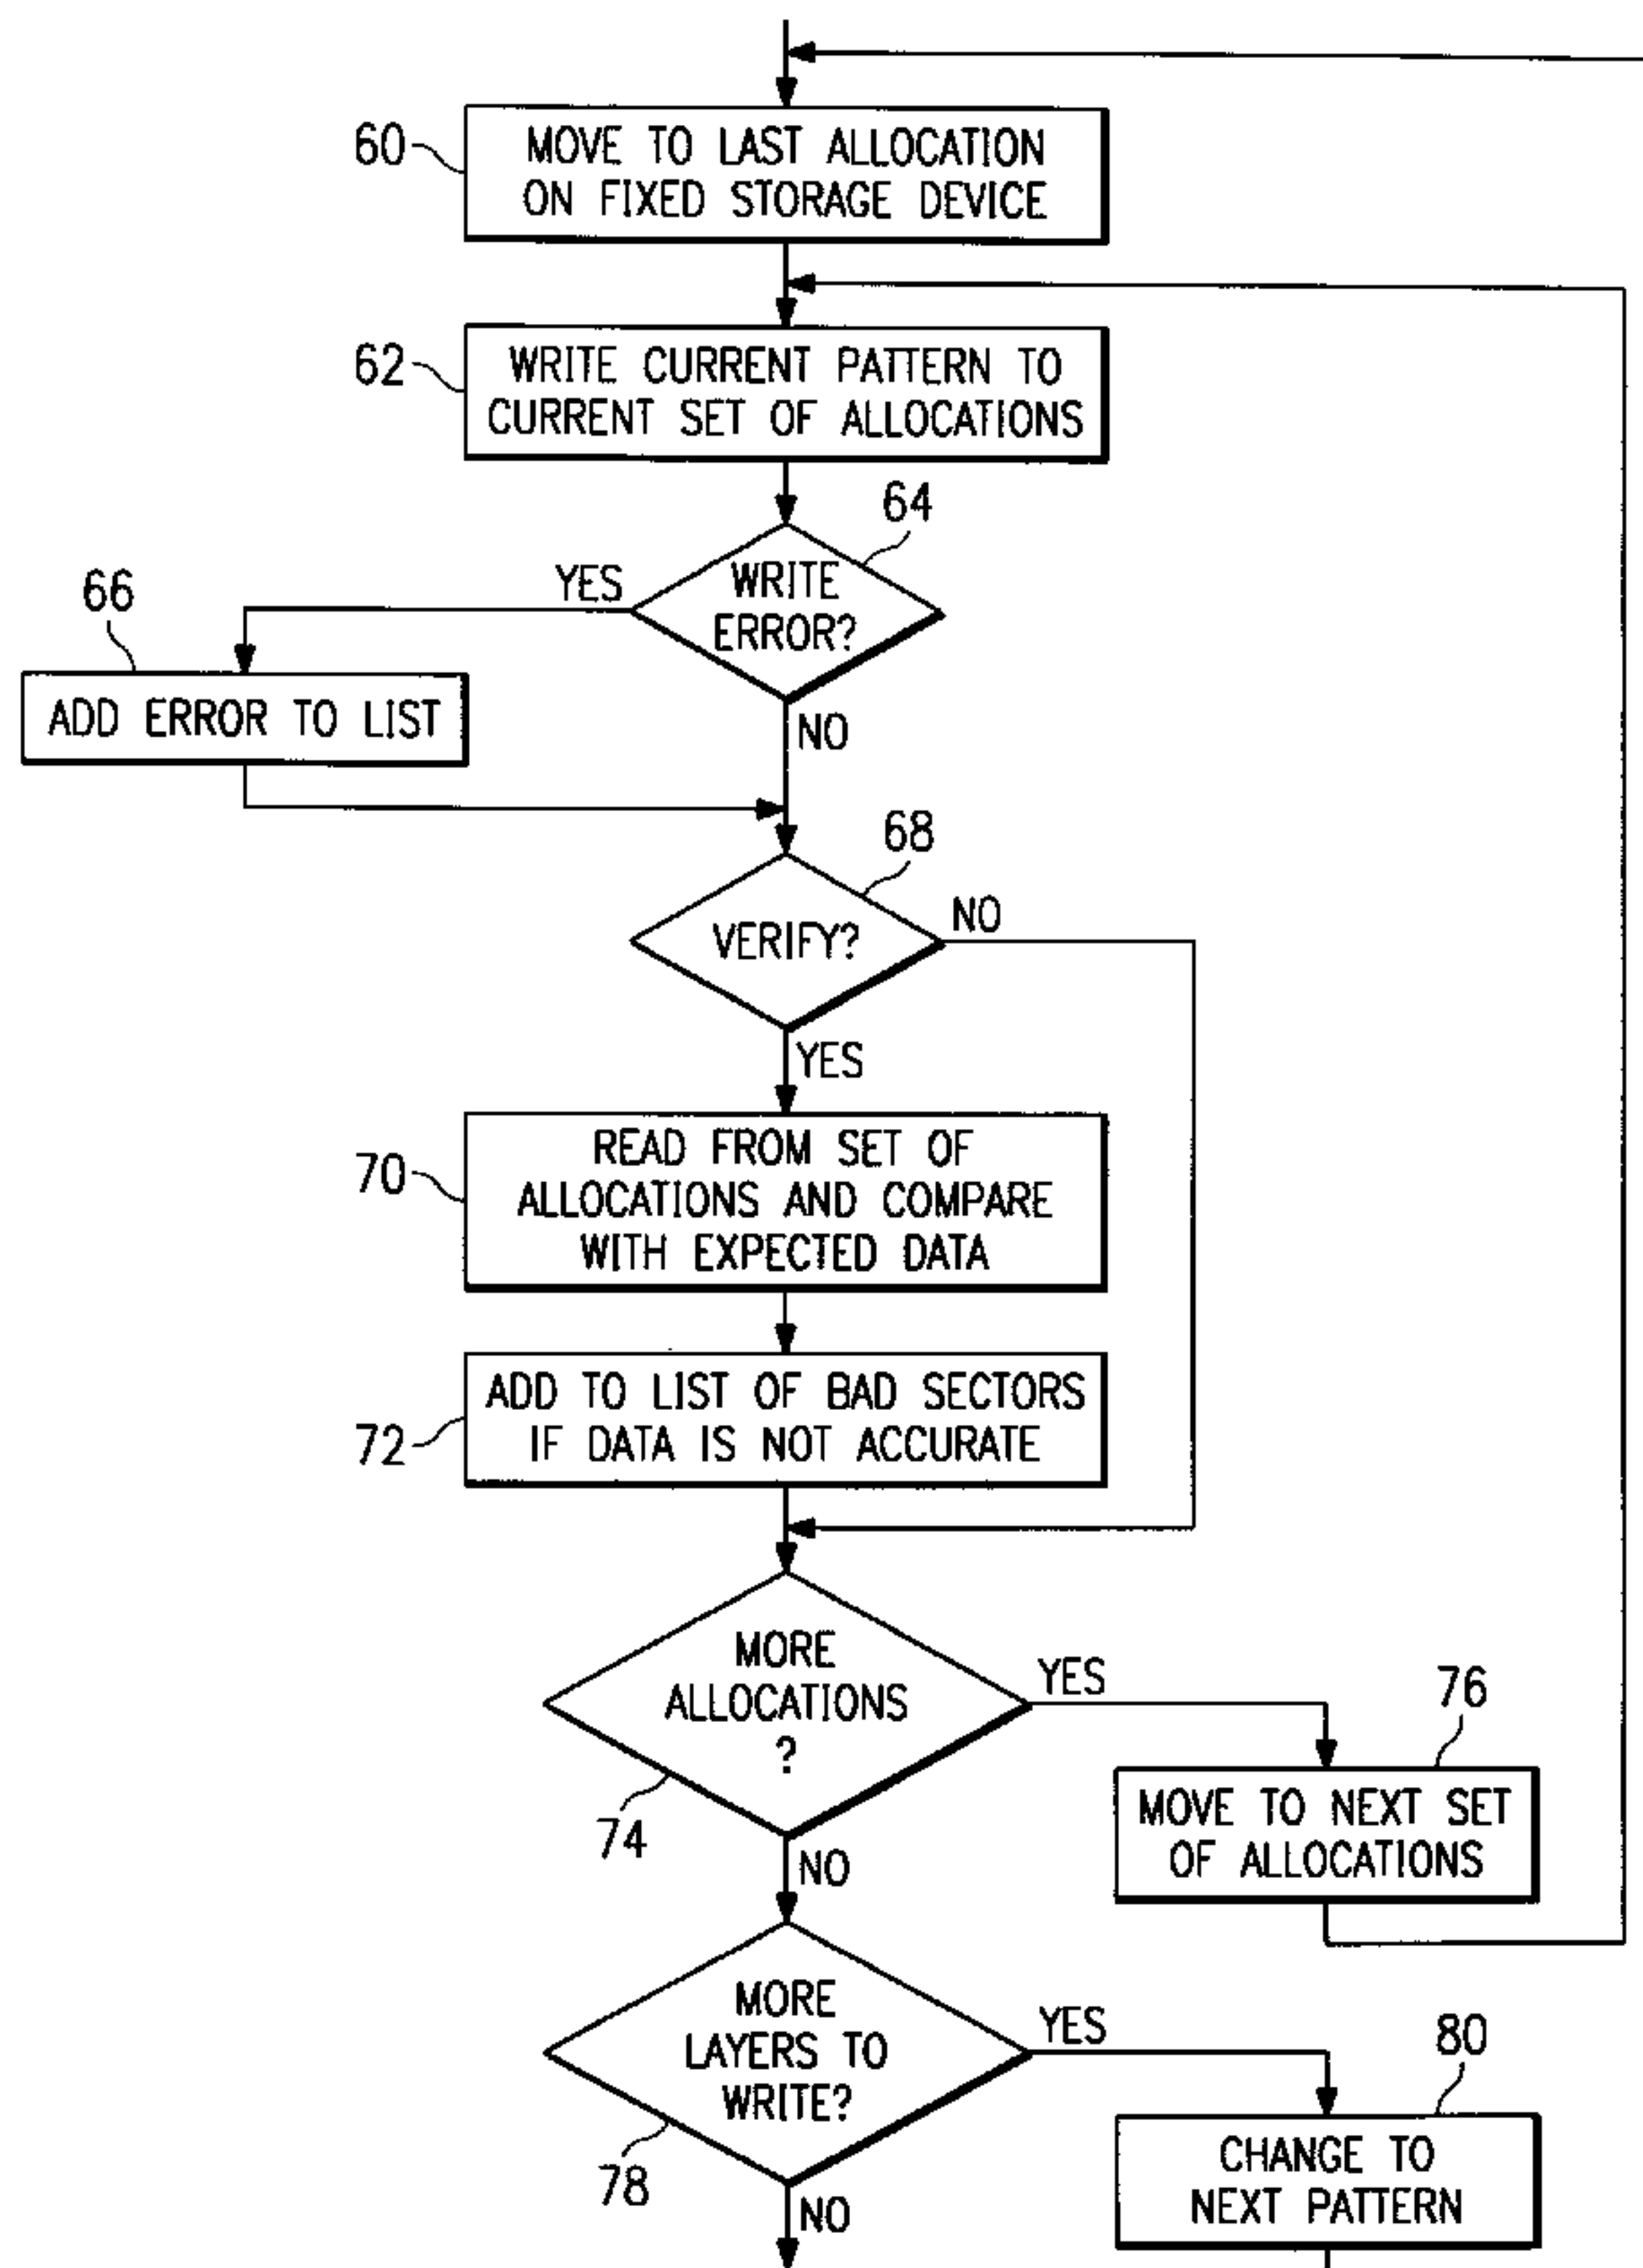 60
MOVE TO LAST ALLOCATION
ON FIXED STORAGE DEVICE
62
WRITE CURRENT PATTERN TO
CURRENT SET OF ALLOCATIONS
64
WRITE
ERROR?
YES
66
ADD ERROR TO LIST
NO
68
VERIFY?
NO
YES
70
READ FROM SET OF
ALLOCATIONS AND COMPARE
WITH EXPECTED DATA
72
ADD TO LIST OF BAD SECTORS
IF DATA IS NOT ACCURATE
MORE
ALLOCATIONS
?
74
YES
76
MOVE TO NEXT SET
OF ALLOCATIONS
NO
MORE
LAYERS TO
WRITE?
78
YES
80
CHANGE TO
NEXT PATTERN
NO